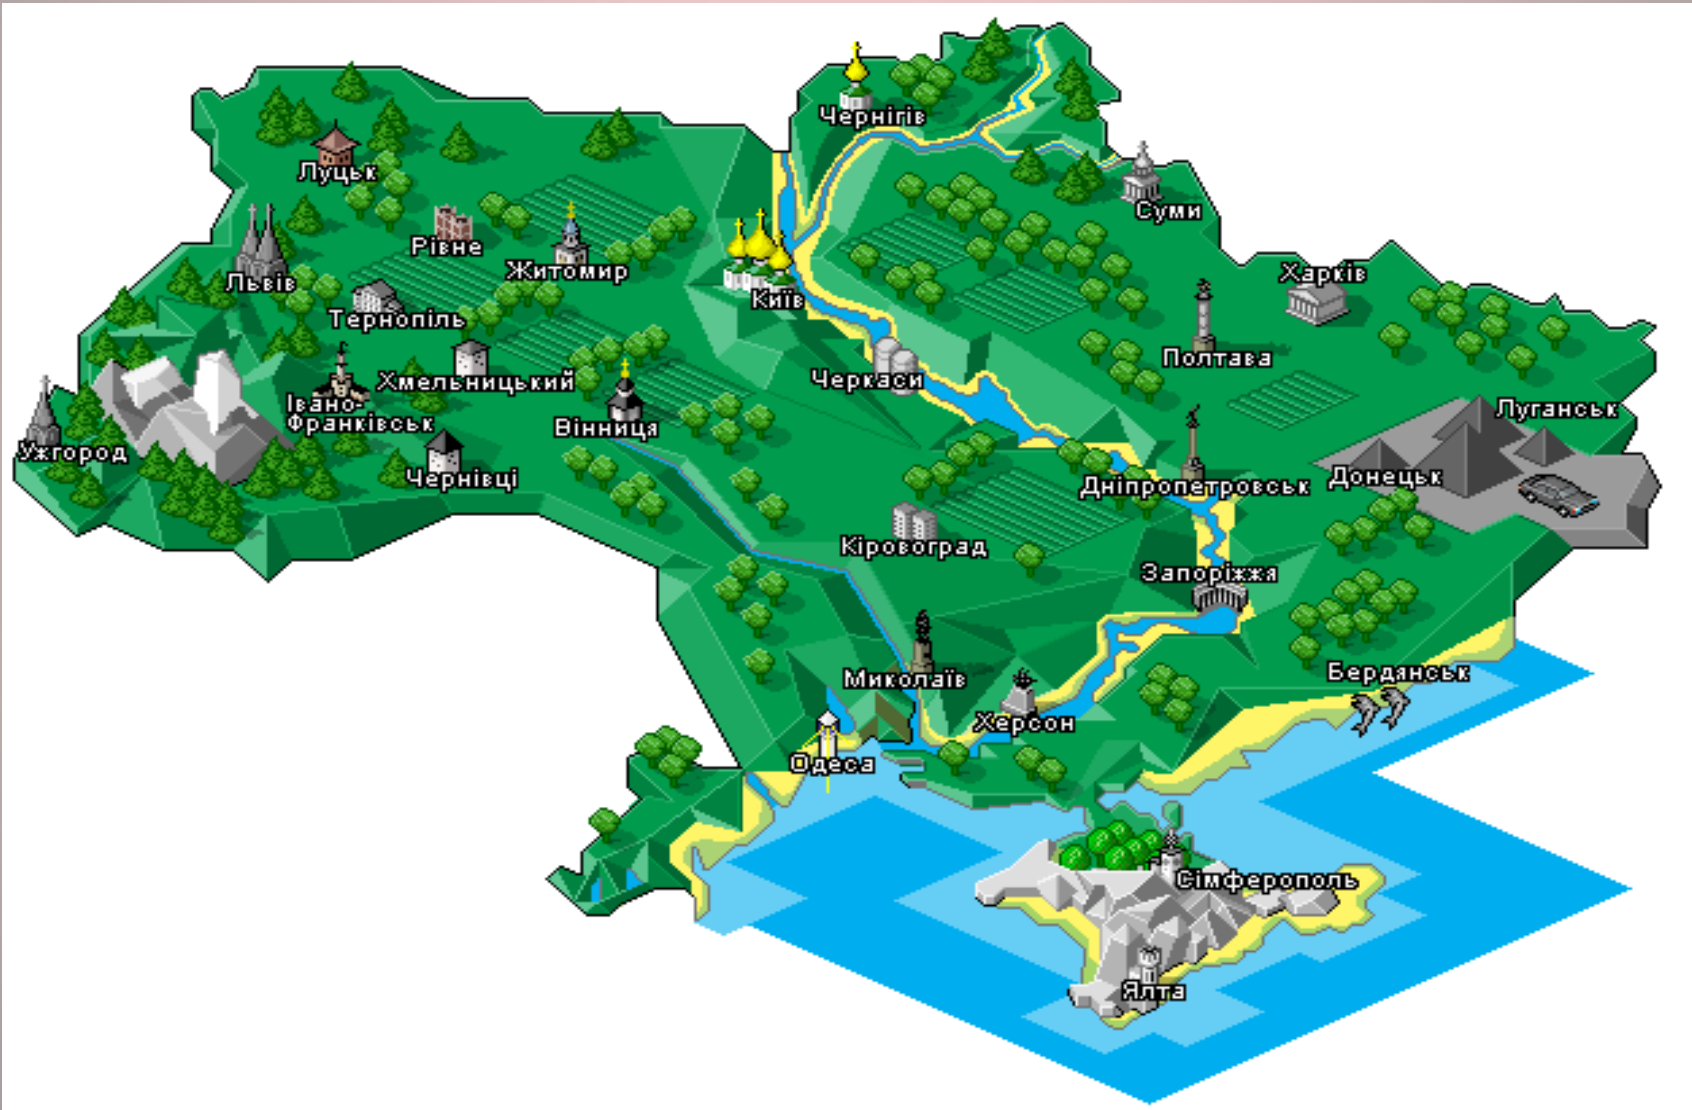 Чернігів
Луцьк
Суми
Рівне
Житомир
Львів
Київ
Харків
Тернопіль
Полтава
Хмельницький
Черкаси
Івано-
Франківськ
Вінниця
Луганськ
Ужгород
Чернівці
Донецьк
Дніпропетровськ
Кіровоград
Запоріжжя
Миколаїв
Бердянськ
Херсон
Одеса
Сімферополь
Ялта